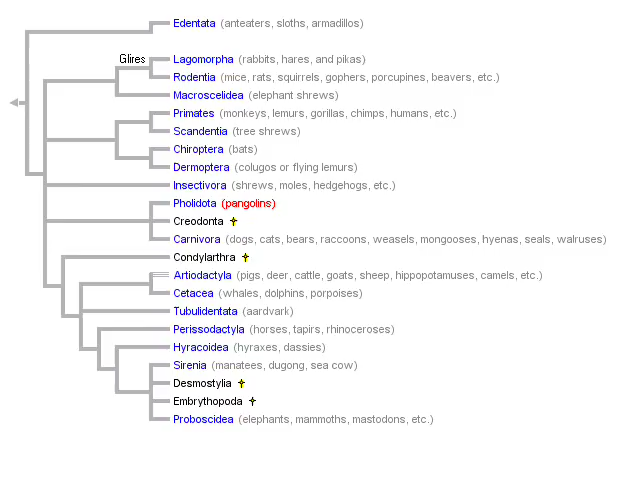 Edentata (anteaters, sloths, armadillos)
Glires
Lagomorpha (rabbits, hares, and pikas)
Rodentia (mice, rats, squirrels, gophers, porcupines, beavers, etc.)
Macroscelidea (elephant shrews)
Primates (monkeys, lemurs, gorillas, chimps, humans, etc.)
Scandentia (tree shrews)
Chiroptera (bats)
Dermoptera (colugos or flying lemurs)
Insectivora (shrews, moles, hedgehogs, etc.)
Pholidota (pangolins)
Creodonta
Carnivora (dogs, cats, bears, raccoons, weasels, mongooses, hyenas, seals, walruses)
Condylarthra
Artiodactyla (pigs, deer, cattle, goats, sheep, hippopotamuses, camels, etc.)
Cetacea (whales, dolphins, porpoises)
Tubulidentata (aardvark)
Perissodactyla (horses, tapirs, rhinoceroses)
Hyracoidea (hyraxes, dassies)
Sirenia (manatees, dugong, sea cow)
Desmostylia
Embrythopoda
Proboscidea (elephants, mammoths, mastodons, etc.)